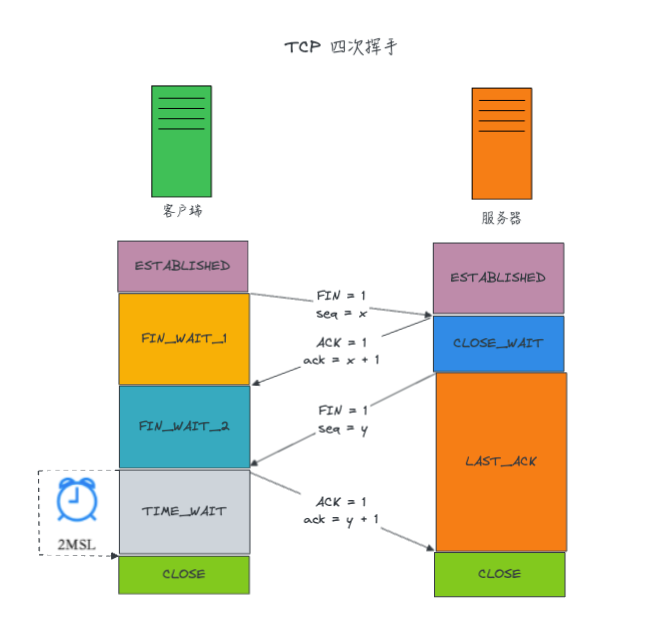 TCP 四次挥手
客户端
服务器
ESTABLISHED
ESTABLISHED
FIN = 1
seq = x
FIN_WAIT_1
ACK = 1
ack = x + 1
CLOSE_WAIT
FIN_WAIT_2
FIN = 1
seq = y
LAST_ACK
TIME_WAIT
ACK = 1
ack = y + 1
2MSL
CLOSE
CLOSE